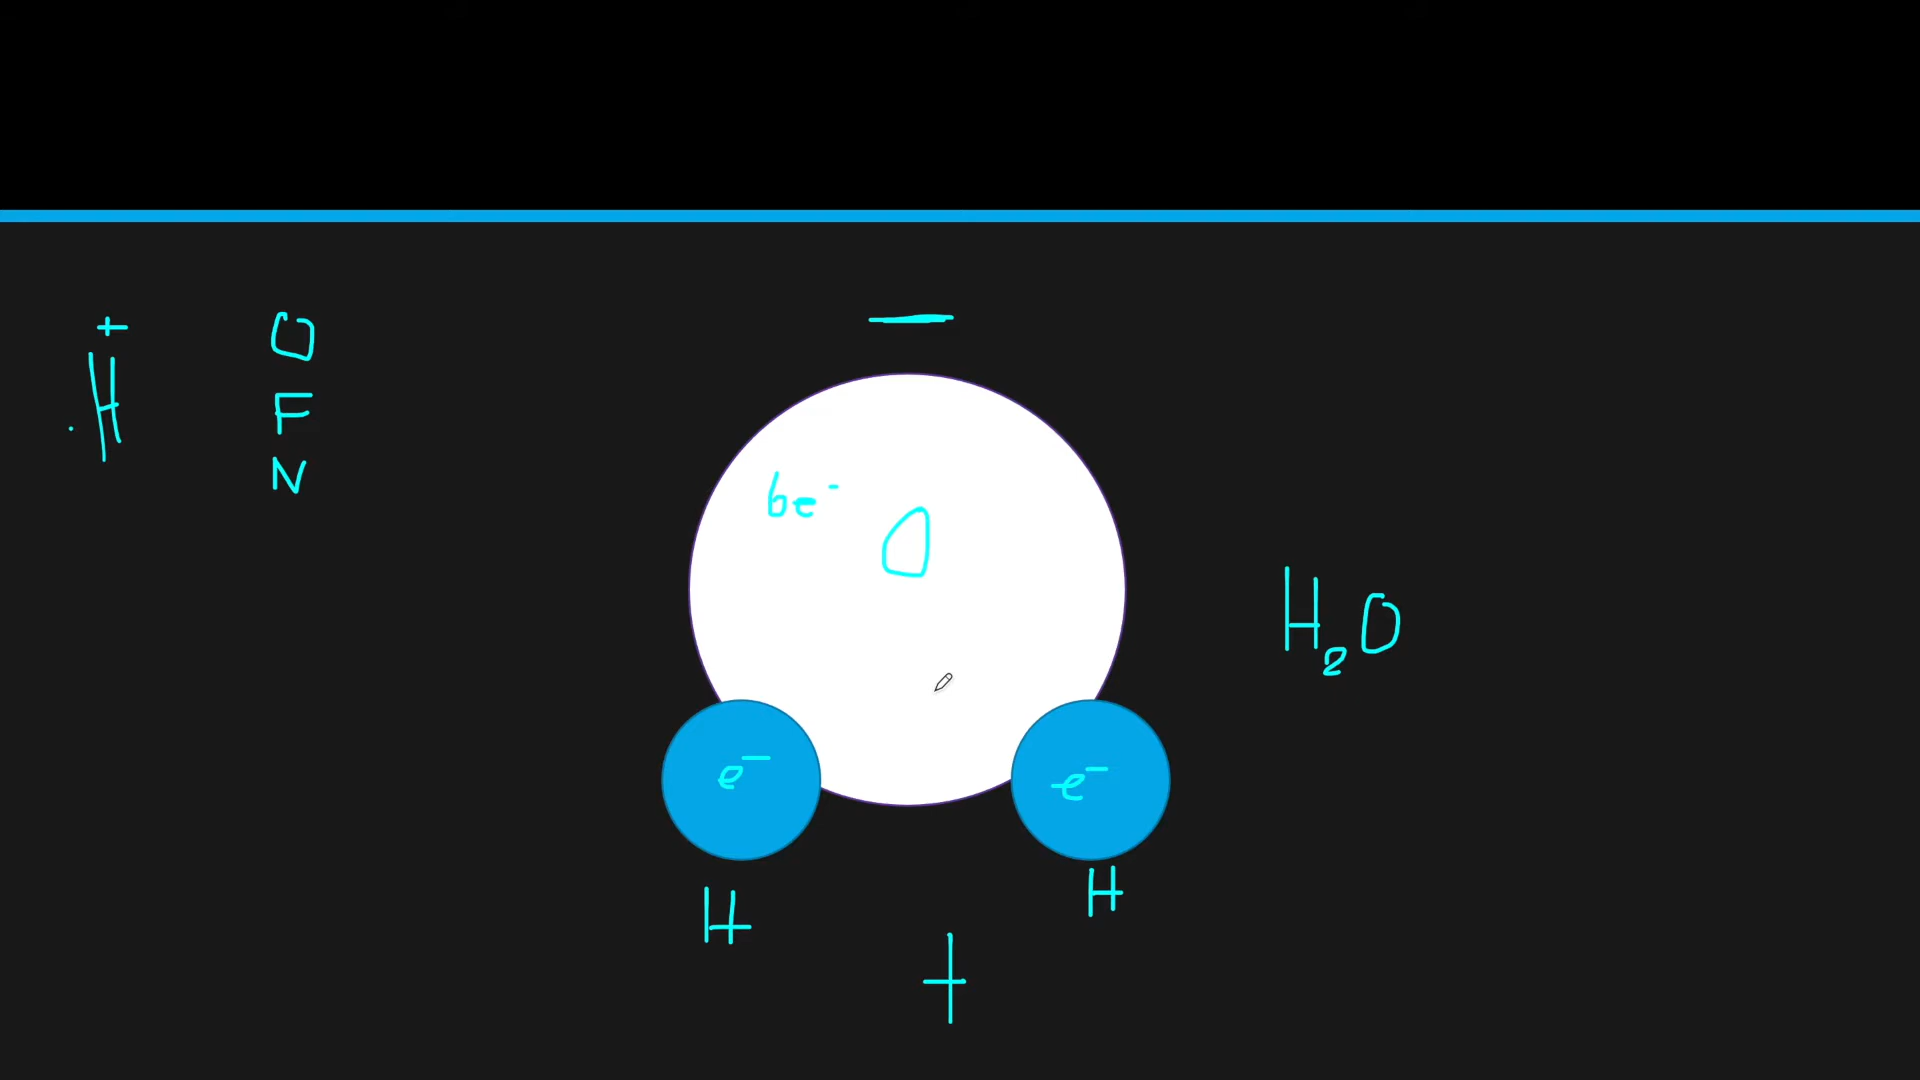 +
H
O
F
N
—
6e⁻
O
H₂O
e⁻
e⁻
H
H
+